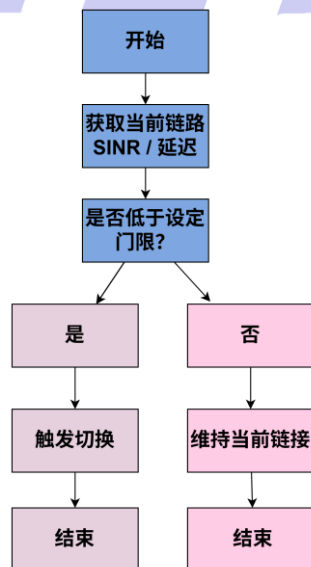 开始
获取当前链路
SINR / 延迟
是否低于设定
门限?
是
否
触发切换
维持当前链接
结束
结束